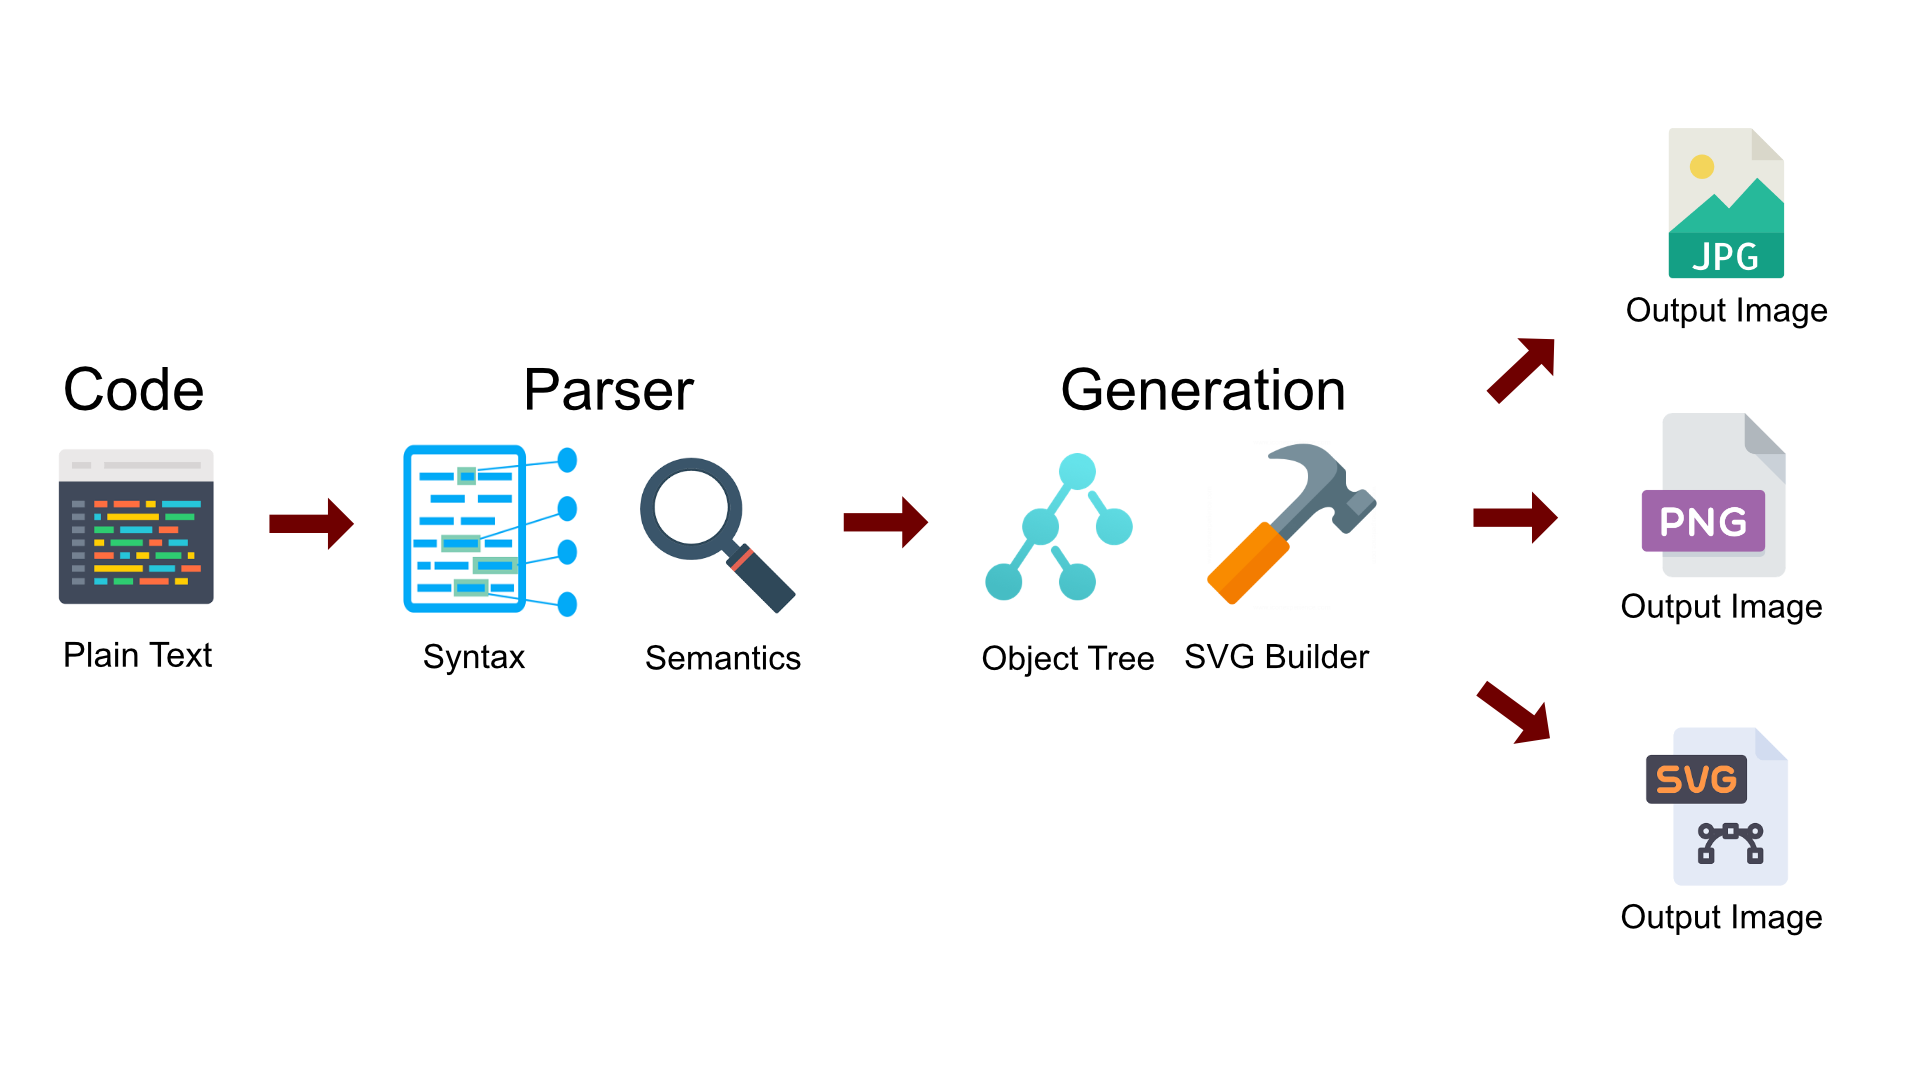 Code
Plain Text
Parser
Syntax
Semantics
Generation
Object Tree
SVG Builder
JPG
Output Image
PNG
Output Image
SVG
Output Image